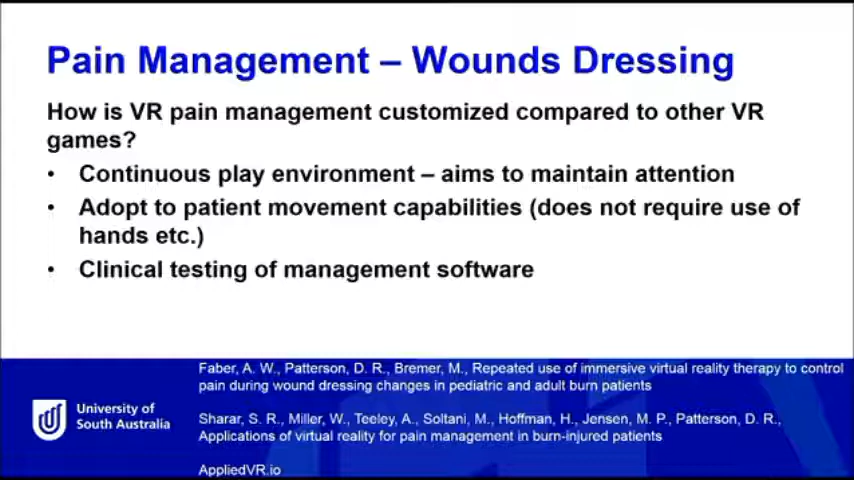 Pain Management – Wounds Dressing
How is VR pain management customized compared to other VR
games?
• Continuous play environment – aims to maintain attention
• Adopt to patient movement capabilities (does not require use of
hands etc.)
• Clinical testing of management software
Faber, A. W., Patterson, D. R., Bremer, M., Repeated use of immersive virtual reality therapy to control
pain during wound dressing changes in pediatric and adult burn patients
University of
South Australia
Sharar, S. R., Miller, W., Teeley, A., Soltani, M., Hoffman, H., Jensen, M. P., Patterson, D. R.,
Applications of virtual reality for pain management in burn-injured patients
AppliedVR.io